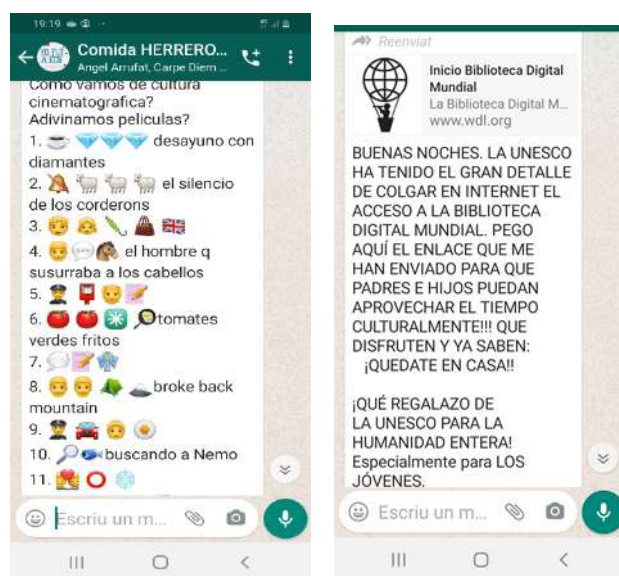 19:19
Comida HERRERO...
Angel Arrufat, Carpe Diem ...
Como vamos de cultura
cinematografica?
Adivinamos peliculas?
1. desayuno con
diamantes
2. el silencio
de los corderons
3.
4. el hombre q
susurraba a los cabellos
5.
6. tomates
verdes fritos
7.
8. broke back
mountain
9.
10. buscando a Nemo
11.
Escriu un m...
Reenviat
Inicio Biblioteca Digital
Mundial
La Biblioteca Digital M...
www.wdl.org
BUENAS NOCHES. LA UNESCO
HA TENIDO EL GRAN DETALLE
DE COLGAR EN INTERNET EL
ACCESO A LA BIBLIOTECA
DIGITAL MUNDIAL. PEGO
AQUÍ EL ENLACE QUE ME
HAN ENVIADO PARA QUE
PADRES E HIJOS PUEDAN
APROVECHAR EL TIEMPO
CULTURALMENTE!!! QUE
DISFRUTEN Y YA SABEN:
¡QUEDATE EN CASA!!
¡QUÉ REGALAZO DE
LA UNESCO PARA LA
HUMANIDAD ENTERA!
Especialmente para LOS
JÓVENES.
Escriu un m...